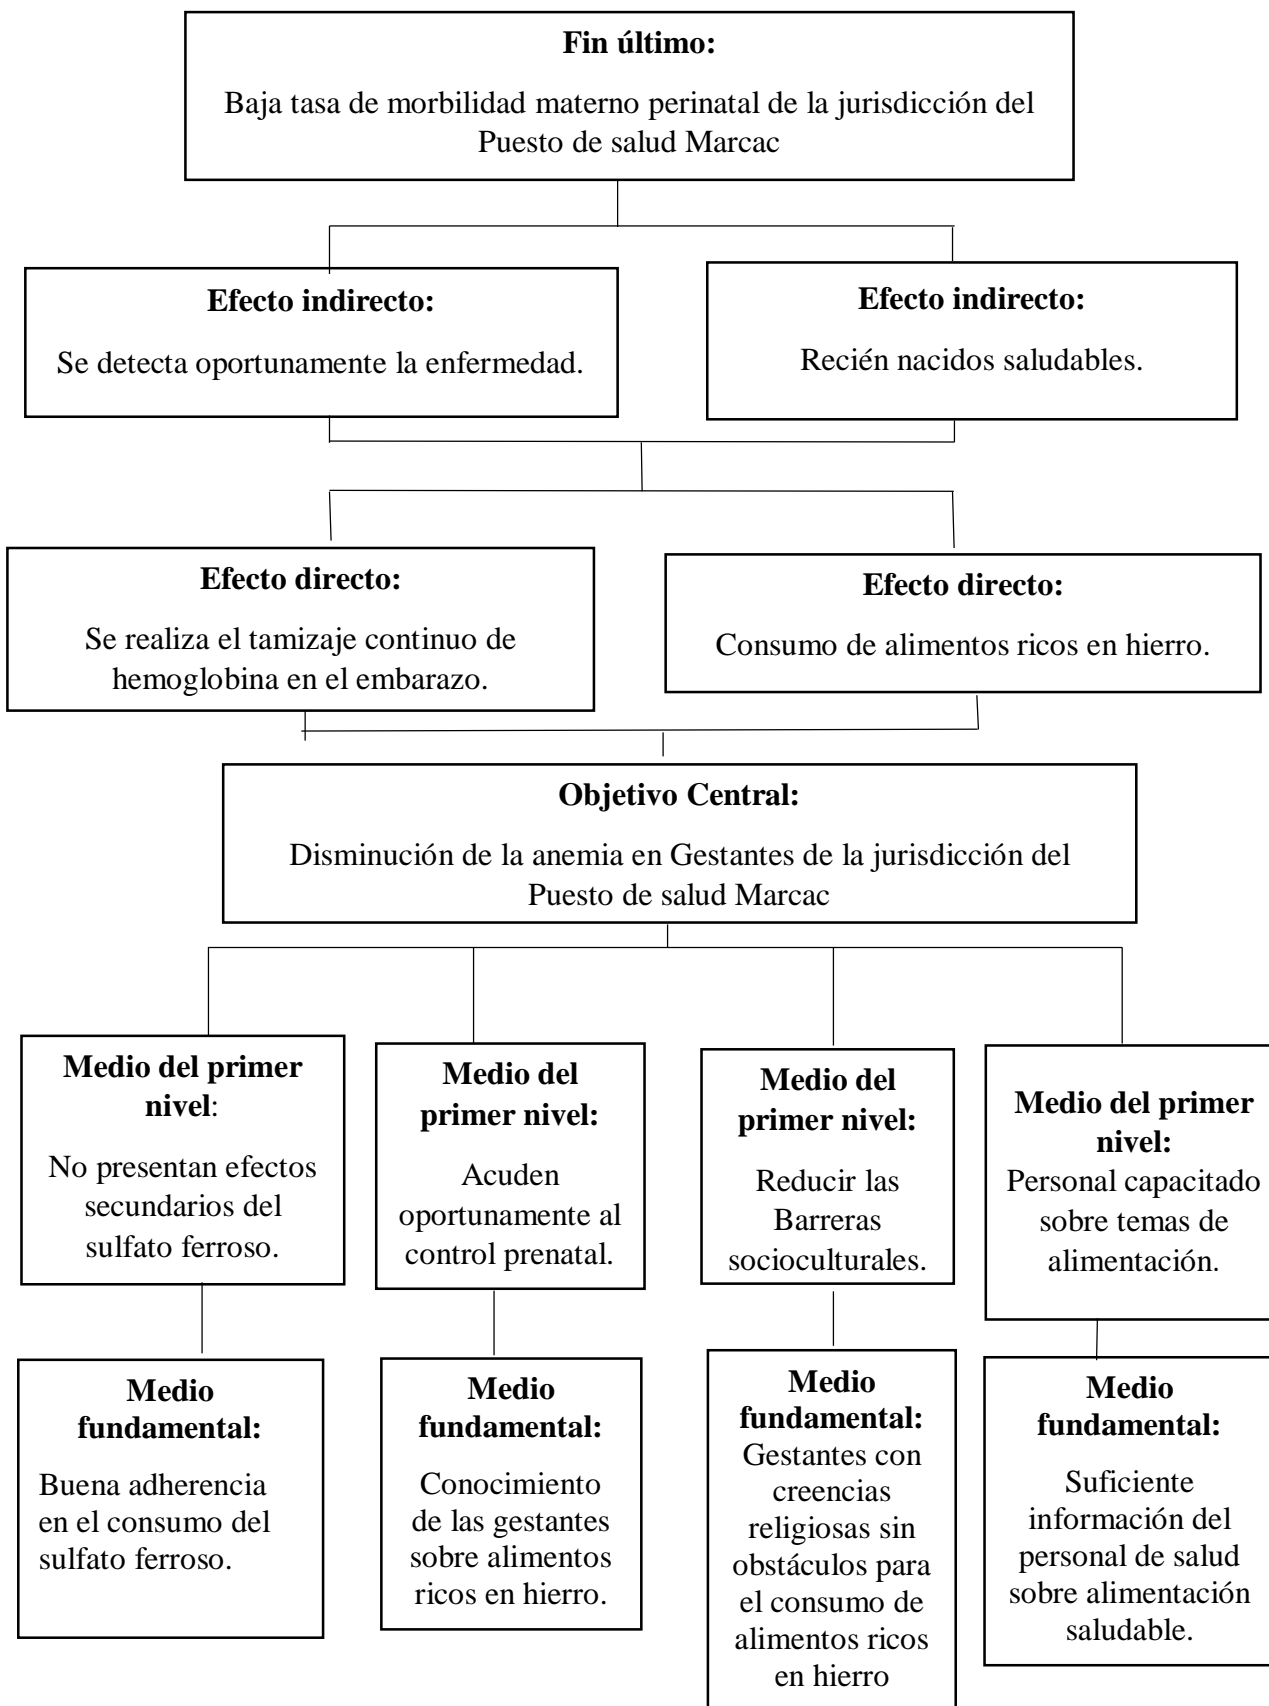 Fin último:
Baja tasa de morbilidad materno perinatal de la jurisdicción del
Puesto de salud Marcac
Efecto indirecto:
Se detecta oportunamente la enfermedad.
Efecto indirecto:
Recién nacidos saludables.
Efecto directo:
Se realiza el tamizaje continuo de
hemoglobina en el embarazo.
Efecto directo:
Consumo de alimentos ricos en hierro.
Objetivo Central:
Disminución de la anemia en Gestantes de la jurisdicción del
Puesto de salud Marcac
Medio del primer
nivel:
No presentan efectos
secundarios del
sulfato ferroso.
Medio del
primer nivel:
Acuden
oportunamente al
control prenatal.
Medio del
primer nivel:
Reducir las
Barreras
socioculturales.
Medio del primer
nivel:
Personal capacitado
sobre temas de
alimentación.
Medio
fundamental:
Buena adherencia
en el consumo del
sulfato ferroso.
Medio
fundamental:
Conocimiento
de las gestantes
sobre alimentos
ricos en hierro.
Medio
fundamental:
Gestantes con
creencias
religiosas sin
obstáculos para
el consumo de
alimentos ricos
en hierro
Medio
fundamental:
Suficiente
información del
personal de salud
sobre alimentación
saludable.